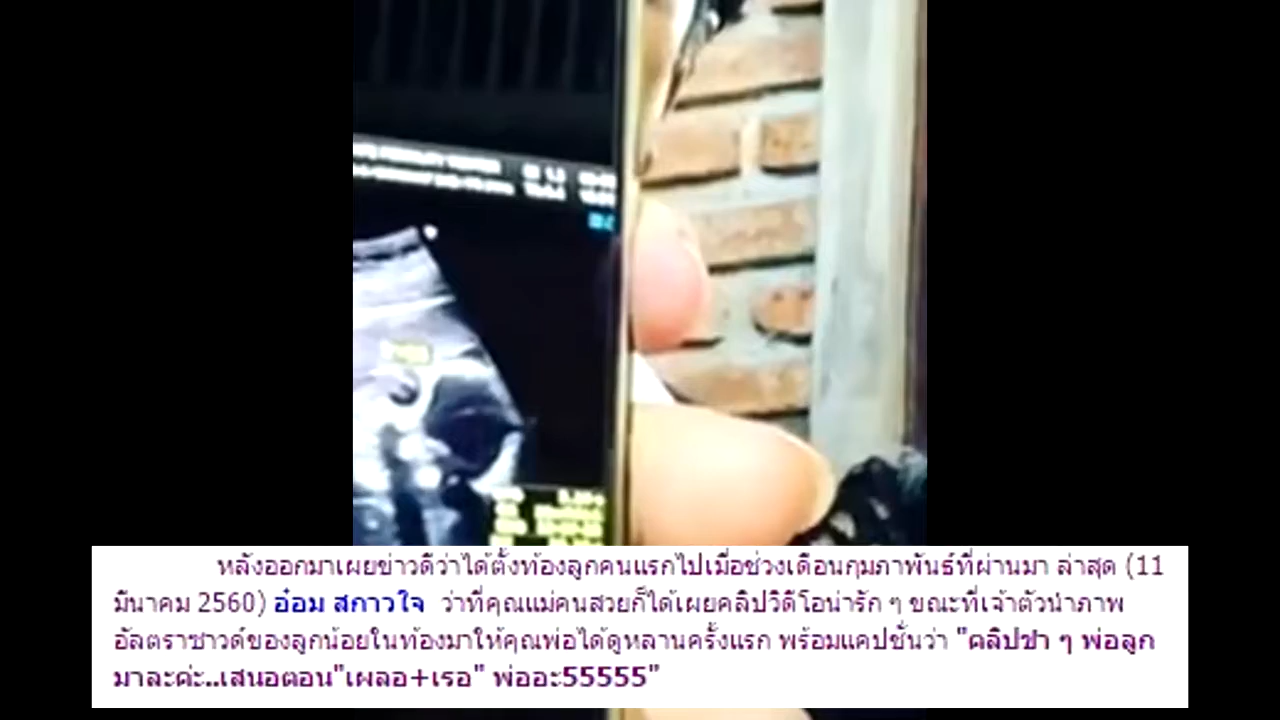 หลังออกมาเผยข่าวดีว่าได้ตั้งท้องลูกคนแรกไปเมื่อช่วงเดือนกุมภาพันธ์ที่ผ่านมา ล่าสุด (11
มีนาคม 2560) อ๋อม สกาวใจ ว่าที่คุณแม่คนสวยก็ได้เผยคลิปวิดีโอน่ารัก ๆ ขณะที่เจ้าตัวนำภาพ
อัลตราซาวด์ของลูกน้อยในท้องมาให้คุณพ่อได้ดูหลานครั้งแรก พร้อมแคปชั่นว่า "คลิปขำ ๆ พ่อลูก
มาละค่ะ..เสนอตอน"เผลอ+เรอ" พ่ออะ55555"